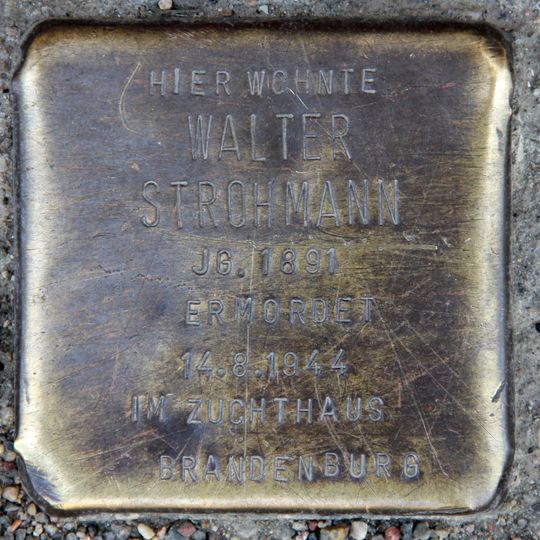 HIER WOHNTE
WALTER
STROHMANN
JG. 1891
ERMORDET
14.8.1944
IM ZUCHTHAUS
BRANDENBURG